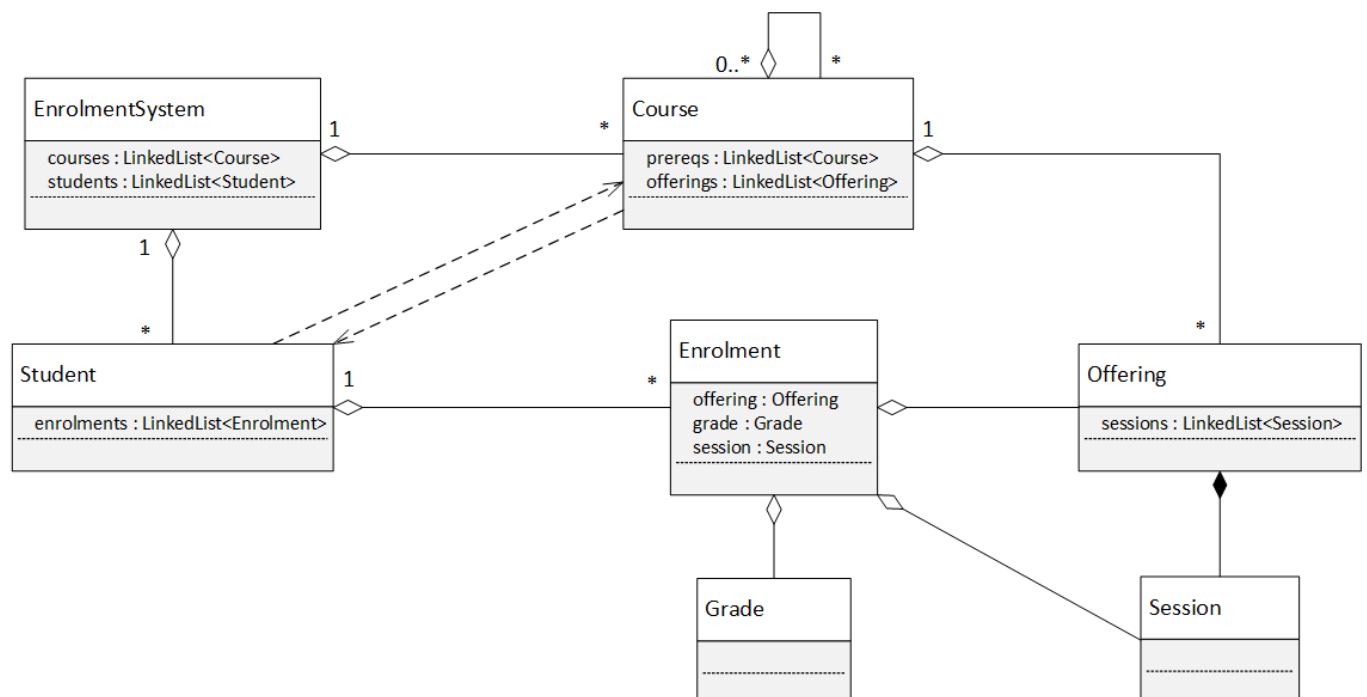 0..*
*
EnrolmentSystem
courses : LinkedList<Course>
students : LinkedList<Student>
1
*
Course
prereqs : LinkedList<Course>
offerings : LinkedList<Offering>
1
1
*
*
Student
enrolments : LinkedList<Enrolment>
1
*
Enrolment
offering : Offering
grade : Grade
session : Session
Offering
sessions : LinkedList<Session>
Grade
Session